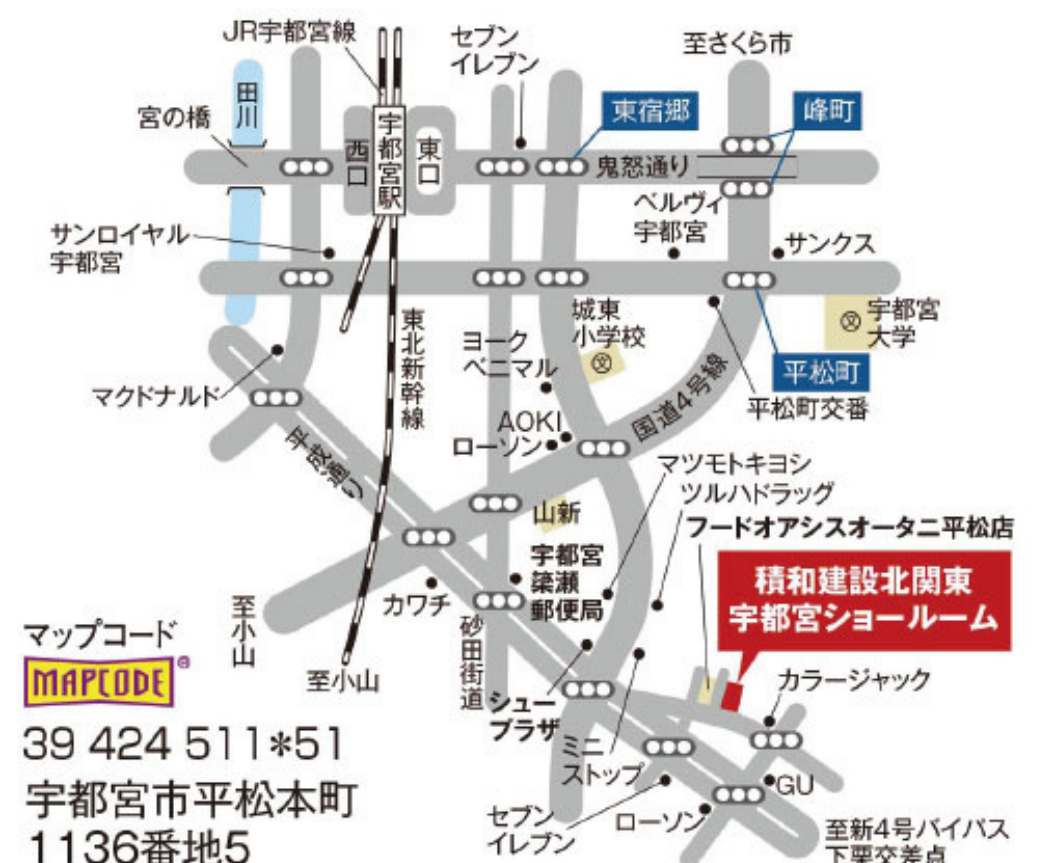 JR宇都宮線
セブン
イレブン
至さくら市
田川
宮の橋
東宿郷
峰町
西口
宇都宮駅
東口
鬼怒通り
ベルヴィ
宇都宮
サンクス
サンロイヤル
宇都宮
城東
小学校
宇都宮
大学
東北新幹線
ヨーク
ベニマル
平松町
マクドナルド
国道4号線
平松町交番
AOKI
ローソン
平成通り
マツモトキヨシ
ツルハドラッグ
山新
フードオアシスオータニ平松店
宇都宮
簗瀬
郵便局
積和建設北関東
宇都宮ショールーム
カワチ
至小山
砂田街道
マップコード
MAPCODE®
至小山
シュー
プラザ
カラージャック
39 424 511*51
ミニ
ストップ
GU
宇都宮市平松本町
1136番地5
セブン
イレブン
ローソン
至新4号バイパス
下栗交差点